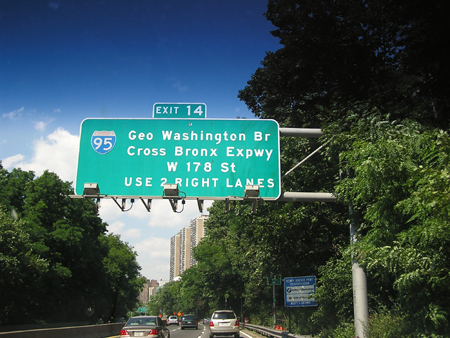 EXIT 14
95
Geo Washington Br
Cross Bronx Expwy
W 178 St
USE 2 RIGHT LANES